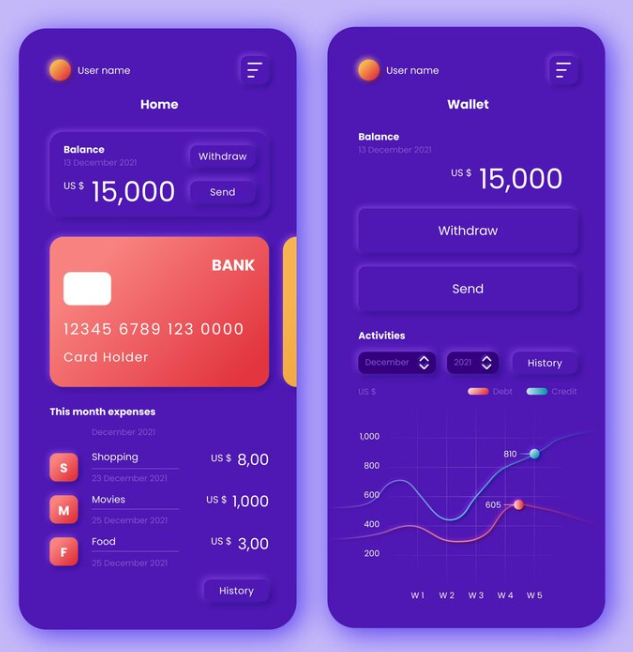 User name
Home
Balance
13 December 2021
US $ 15,000
Withdraw
Send
BANK
12345 6789 123 0000
Card Holder
This month expenses
December 2021
S
Shopping
US $ 8,00
23 December 2021
M
Movies
US $ 1,000
25 December 2021
F
Food
US $ 3,00
25 December 2021
History
User name
Wallet
Balance
13 December 2021
US $ 15,000
Withdraw
Send
Activities
December
2021
History
US $
Debt
Credit
1,000
800
600
400
200
810
605
W 1 W 2 W 3 W 4 W 5